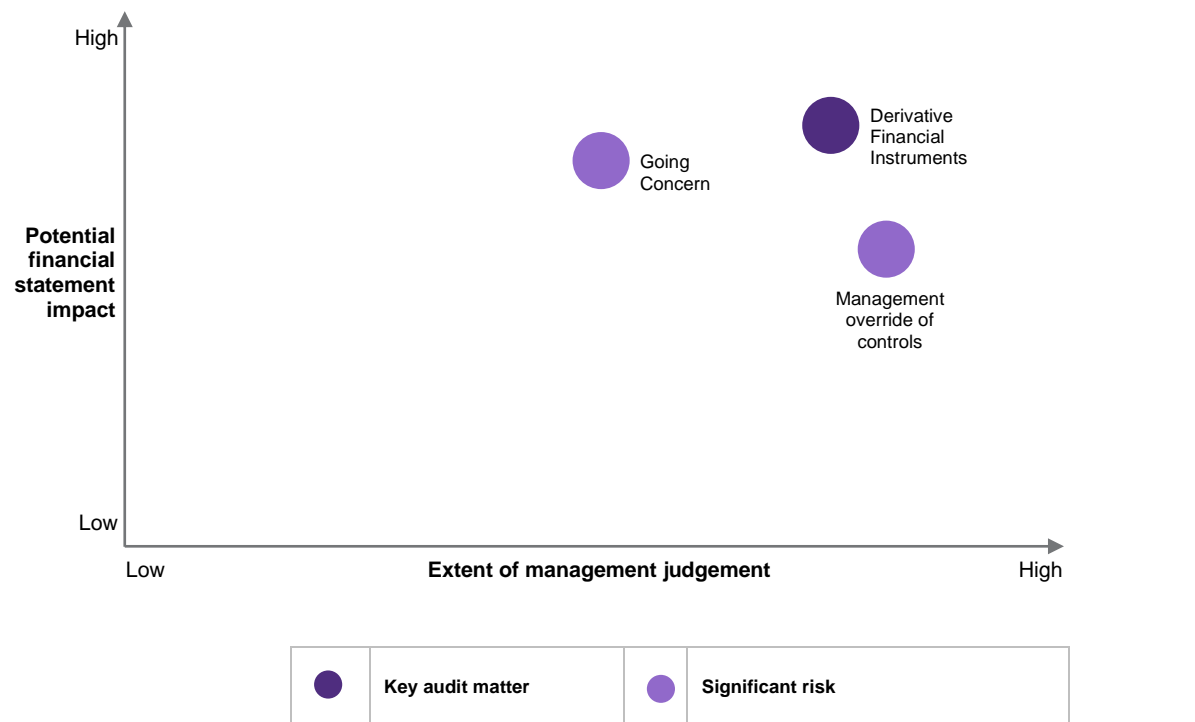 High
Derivative
Financial
Instruments
Going
Concern
Potential
financial
statement
impact
Management
override of
controls
Low
Low
Extent of management judgement
High
Key audit matter
Significant risk